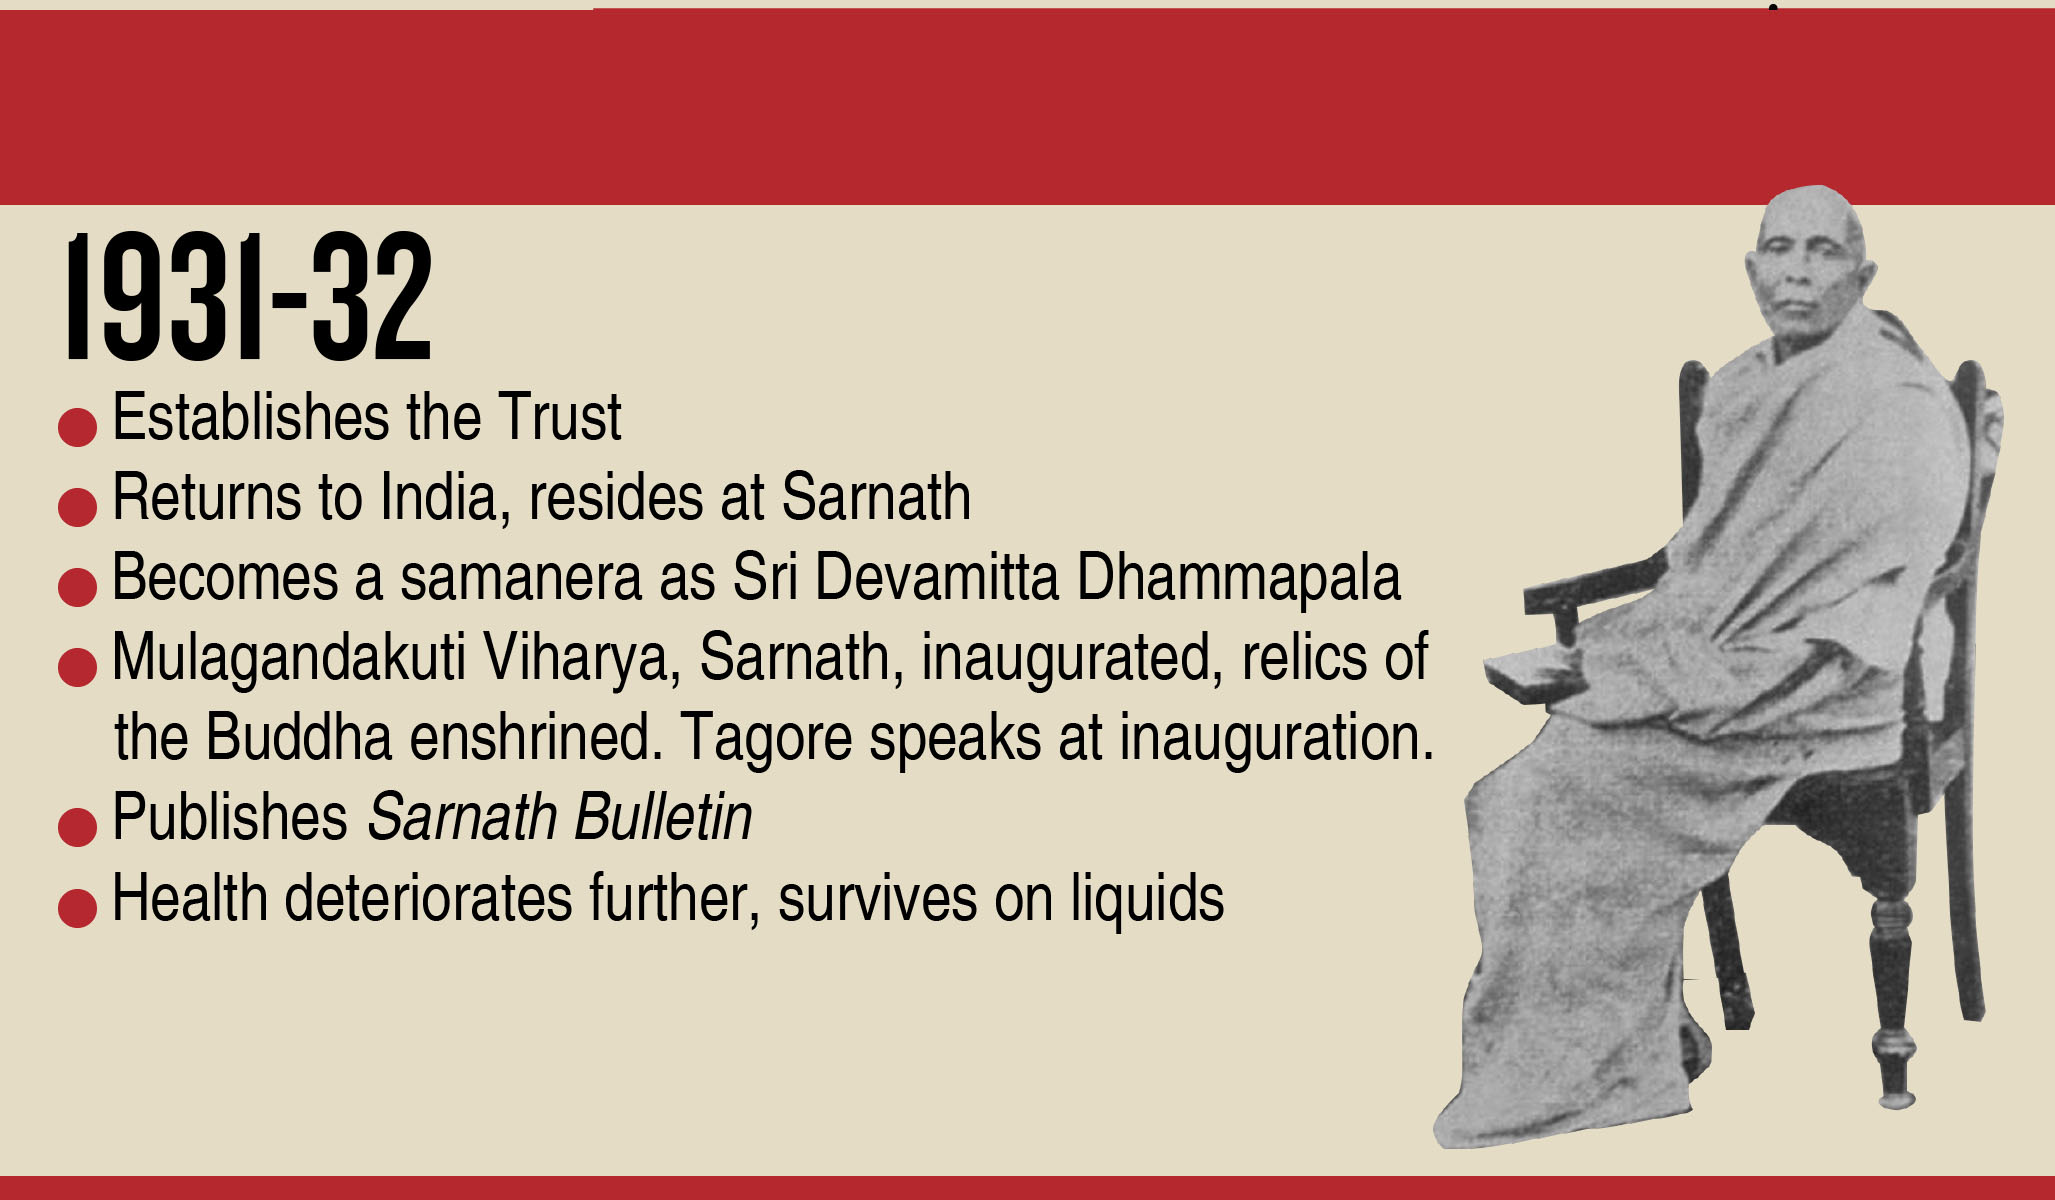 1931-32
Establishes the Trust
Returns to India, resides at Sarnath
Becomes a samanera as Sri Devamitta Dhammapala
Mulagandakuti Viharya, Sarnath, inaugurated, relics of
the Buddha enshrined. Tagore speaks at inauguration.
Publishes Sarnath Bulletin
Health deteriorates further, survives on liquids